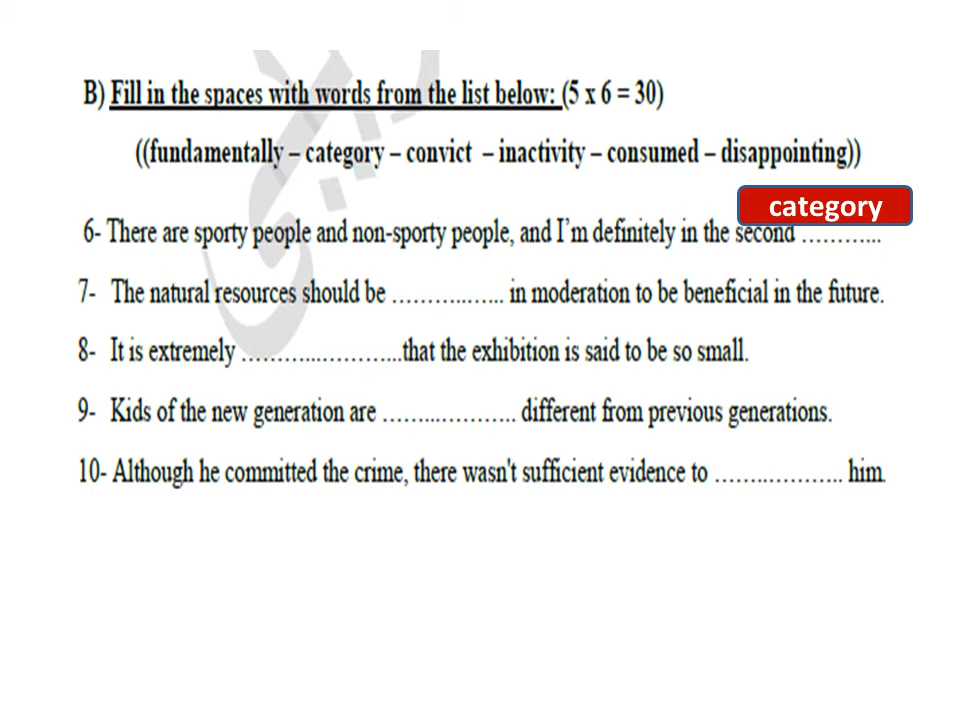 B) Fill in the spaces with words from the list below: (5 x 6 = 30)
((fundamentally – category – convict – inactivity – consumed – disappointing))
category
6- There are sporty people and non-sporty people, and I’m definitely in the second ………...
7- The natural resources should be ………..…... in moderation to be beneficial in the future.
8- It is extremely ………..………...that the exhibition is said to be so small.
9- Kids of the new generation are ……...……….. different from previous generations.
10- Although he committed the crime, there wasn't sufficient evidence to ……..……….. him.